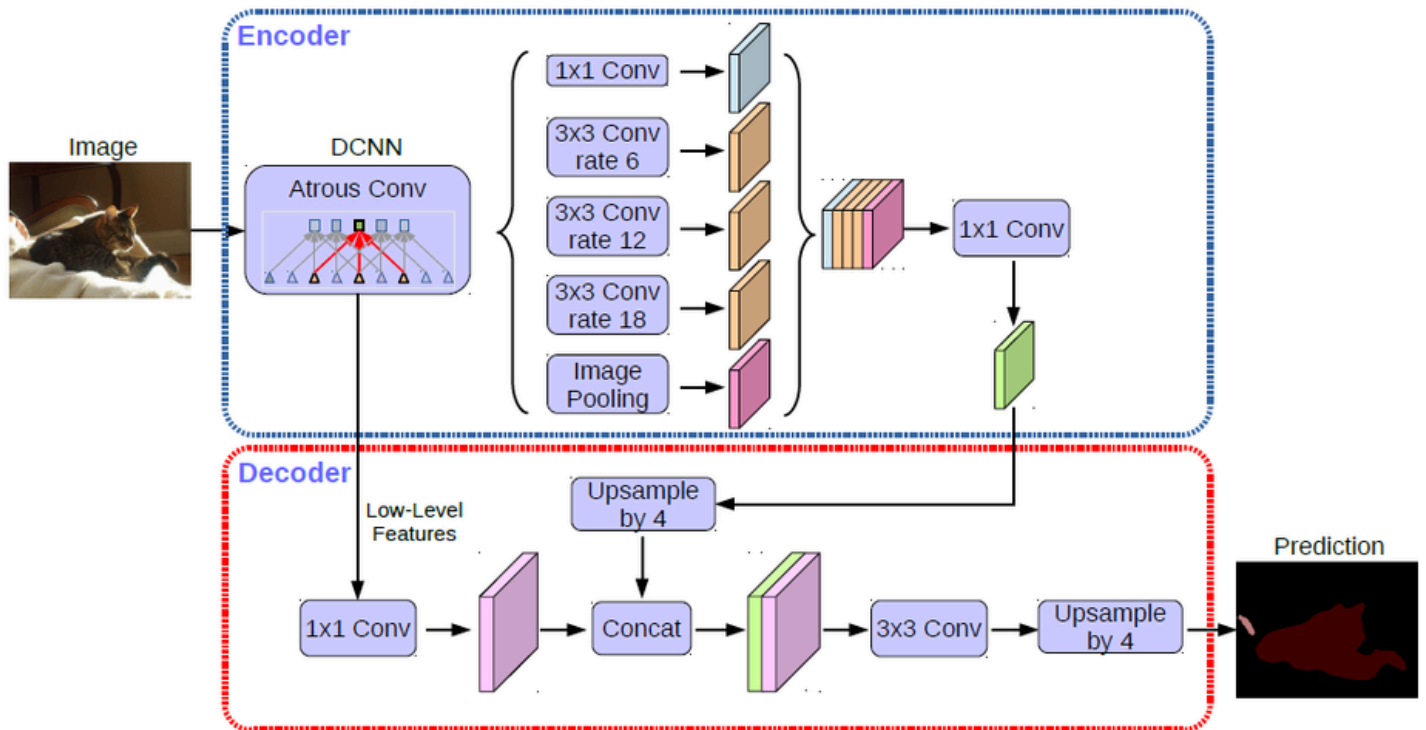 Encoder
Image
DCNN
Atrous Conv
1x1 Conv
3x3 Conv
rate 6
3x3 Conv
rate 12
3x3 Conv
rate 18
Image
Pooling
1x1 Conv
Decoder
Low-Level
Features
Upsample
by 4
1x1 Conv
Concat
3x3 Conv
Upsample
by 4
Prediction